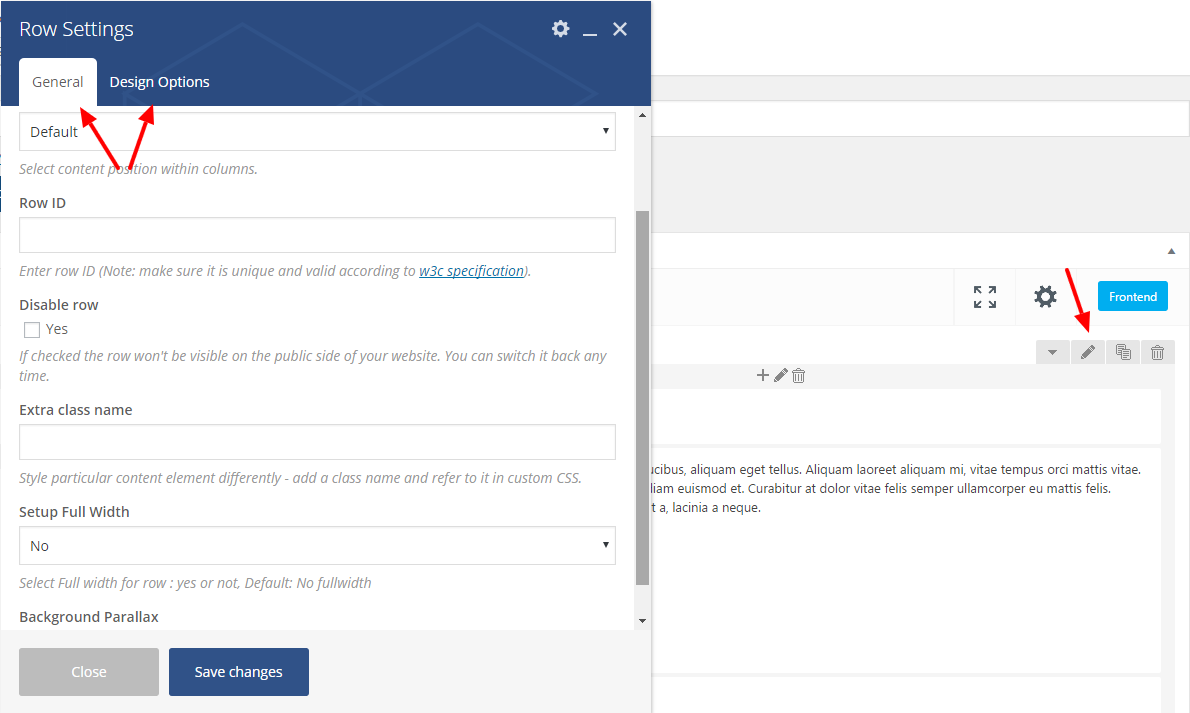 Row Settings
General
Design Options
Default
Select content position within columns.
Row ID
Enter row ID (Note: make sure it is unique and valid according to w3c specification).
Disable row
Yes
If checked the row won't be visible on the public side of your website. You can switch it back any
time.
Extra class name
Style particular content element differently - add a class name and refer to it in custom CSS.
Setup Full Width
No
Select Full width for row : yes or not, Default: No fullwidth
Background Parallax
Close
Save changes
Frontend
ucibus, aliquam eget tellus. Aliquam laoreet aliquam mi, vitae tempus orci mattis vitae.
liam euismod et. Curabitur at dolor vitae felis semper ullamcorper eu mattis felis.
t a, lacinia a neque.